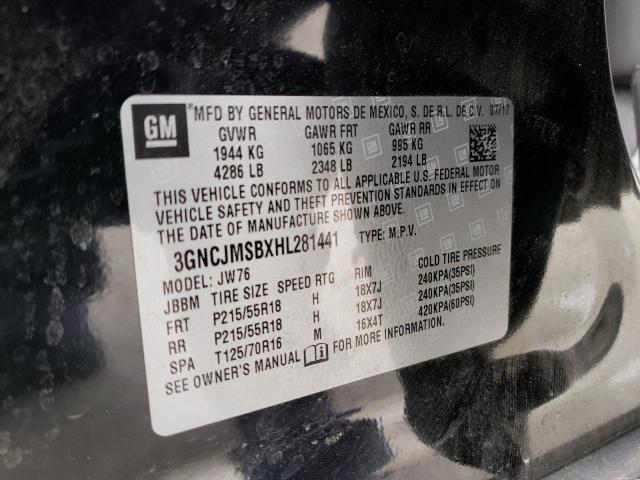 GM
MFD BY GENERAL MOTORS DE MEXICO, S. DE R.L. DE C.V. 07/17
GVWR GAWR FRT GAWR RR
1944 KG 1065 KG 995 KG
4286 LB 2348 LB 2194 LB
THIS VEHICLE CONFORMS TO ALL APPLICABLE U.S. FEDERAL MOTOR
VEHICLE SAFETY AND THEFT PREVENTION STANDARDS IN EFFECT ON
THE DATE OF MANUFACTURE SHOWN ABOVE.
3GNCJMSBXHL281441 TYPE: M.P.V.
MODEL: JW76
JBBM TIRE SIZE SPEED RTG RIM COLD TIRE PRESSURE
FRT P215/55R18 H 18X7J 240KPA(35PSI)
RR P215/55R18 H 18X7J 240KPA(35PSI)
SPA T125/70R16 M 16X4T 420KPA(60PSI)
SEE OWNER'S MANUAL FOR MORE INFORMATION.